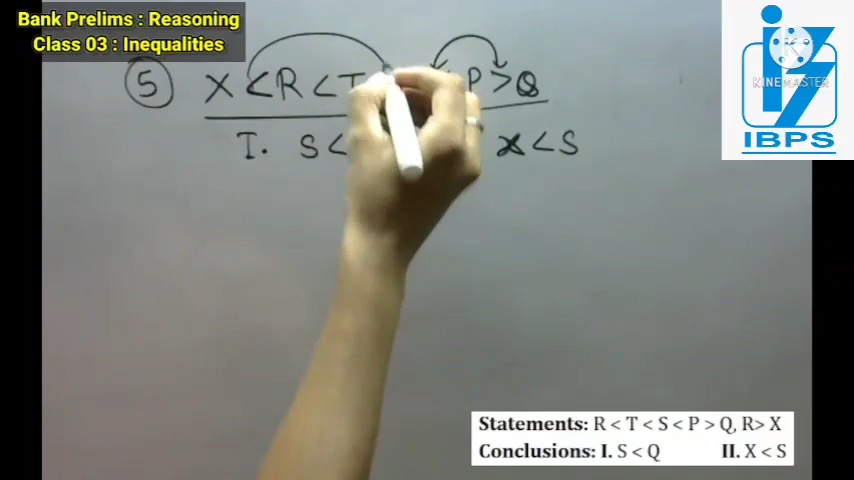 Bank Prelims : Reasoning
Class 03 : Inequalities
5 X < R < T P > Q
I. S < X < S
KINEMASTER
IBPS
Statements: R < T < S < P > Q, R> X
Conclusions: I. S < Q II. X < S